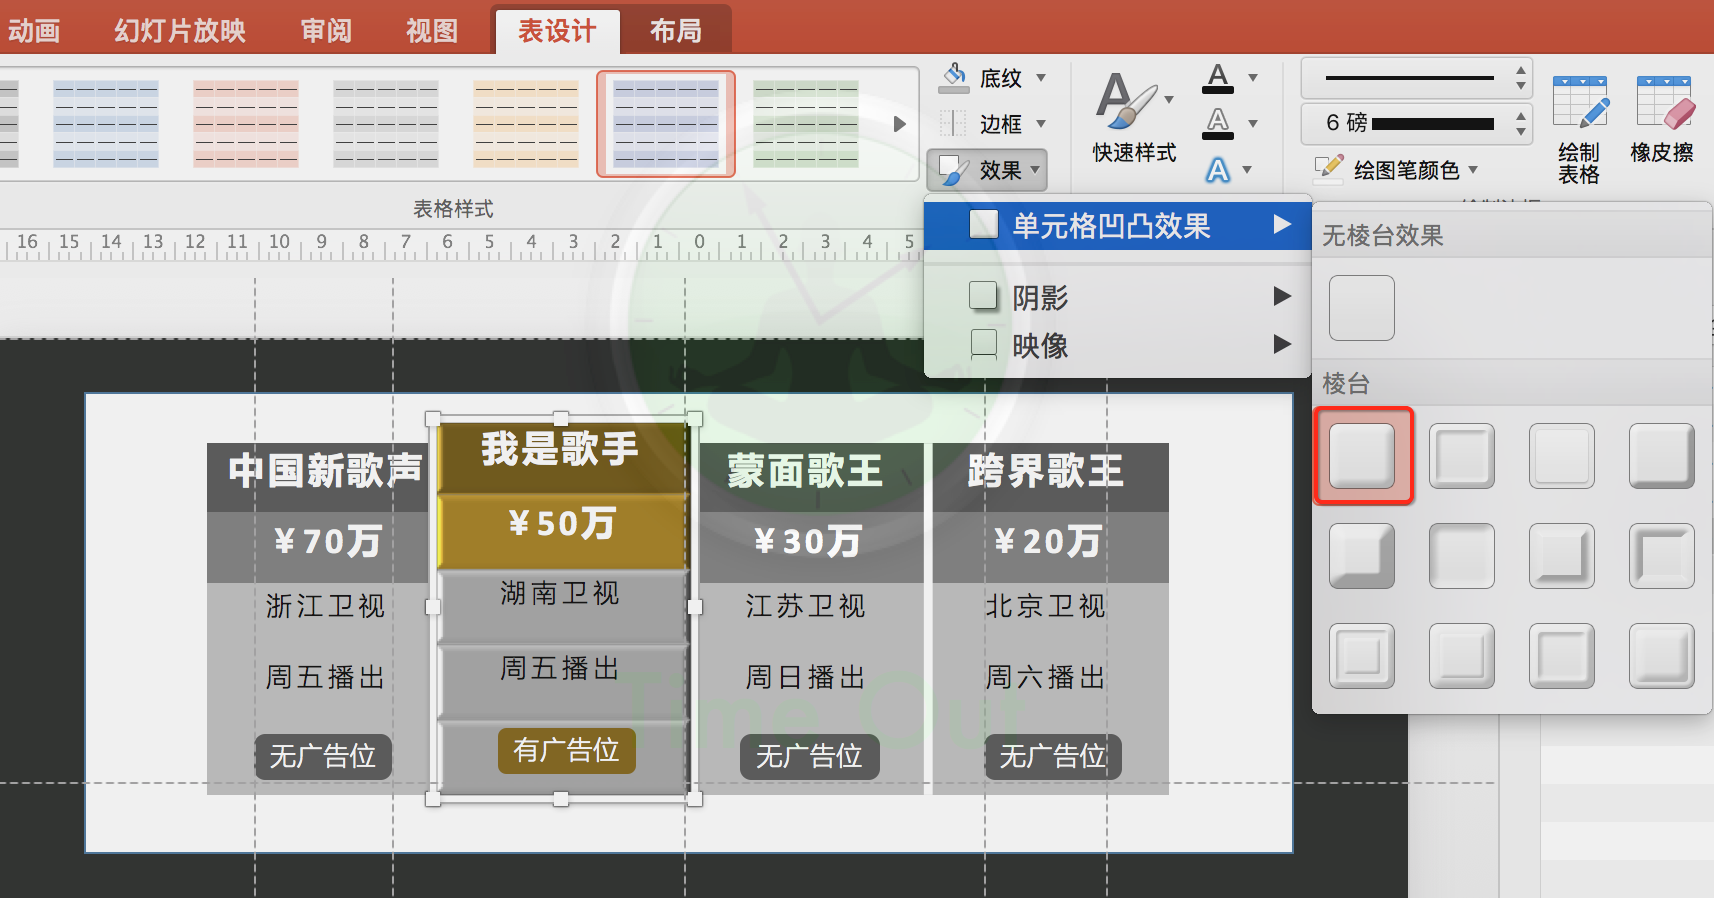 动画 幻灯片放映 审阅 视图 表设计 布局
底纹
边框
效果
快速样式
A
A
A
6 磅
绘图笔颜色
绘制
表格
橡皮擦
表格样式
16 15 14 13 12 11 10 9 8 7 6 5 4 3 2 1 0 1 2 3 4 5
单元格凹凸效果
阴影
映像
无棱台效果
棱台
中国新歌声 我是歌手 蒙面歌王 跨界歌王
¥70万 ¥50万 ¥30万 ¥20万
浙江卫视 湖南卫视 江苏卫视 北京卫视
周五播出 周五播出 周日播出 周六播出
无广告位 有广告位 无广告位 无广告位
Time Out